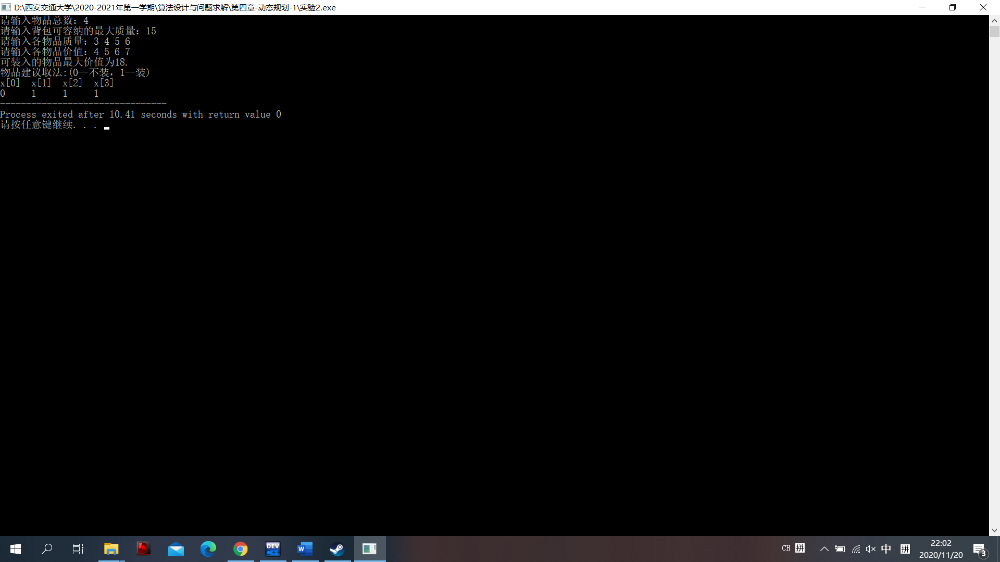 D:\西安交通大学\2020-2021年第一学期\算法设计与问题求解\第四章-动态规划-1\实验2.exe
请输入物品总数：4
请输入背包可容纳的最大质量：15
请输入各物品质量：3 4 5 6
请输入各物品价值：4 5 6 7
可装入的物品最大价值为18.
物品建议取法:(0--不装，1--装)
x[0]  x[1]  x[2]  x[3]
0     1     1     1
--------------------------------
Process exited after 10.41 seconds with return value 0
请按任意键继续. . .
DEV C++
W
CH 拼
中
拼
22:02
2020/11/20
3